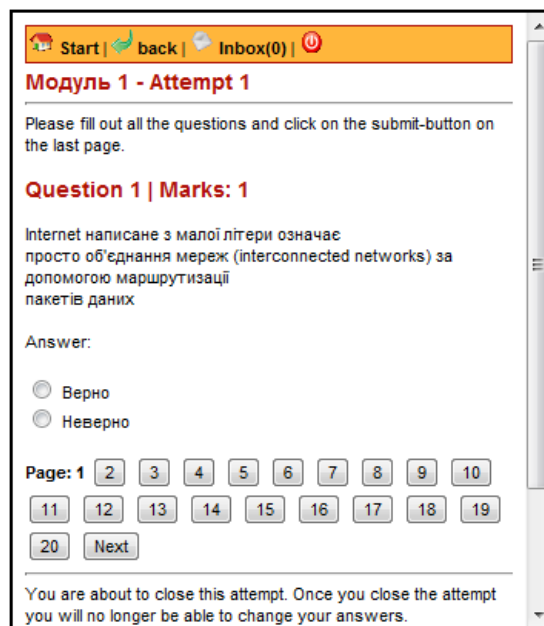 Start | back | Inbox(0) |
Модуль 1 - Attempt 1
Please fill out all the questions and click on the submit-button on
the last page.
Question 1 | Marks: 1
Internet написане з малої літери означає
просто об'єднання мереж (interconnected networks) за
допомогою маршрутизації
пакетів даних
Answer:
Верно
Неверно
Page: 1 2 3 4 5 6 7 8 9 10
11 12 13 14 15 16 17 18 19
20 Next
You are about to close this attempt. Once you close the attempt
you will no longer be able to change your answers.